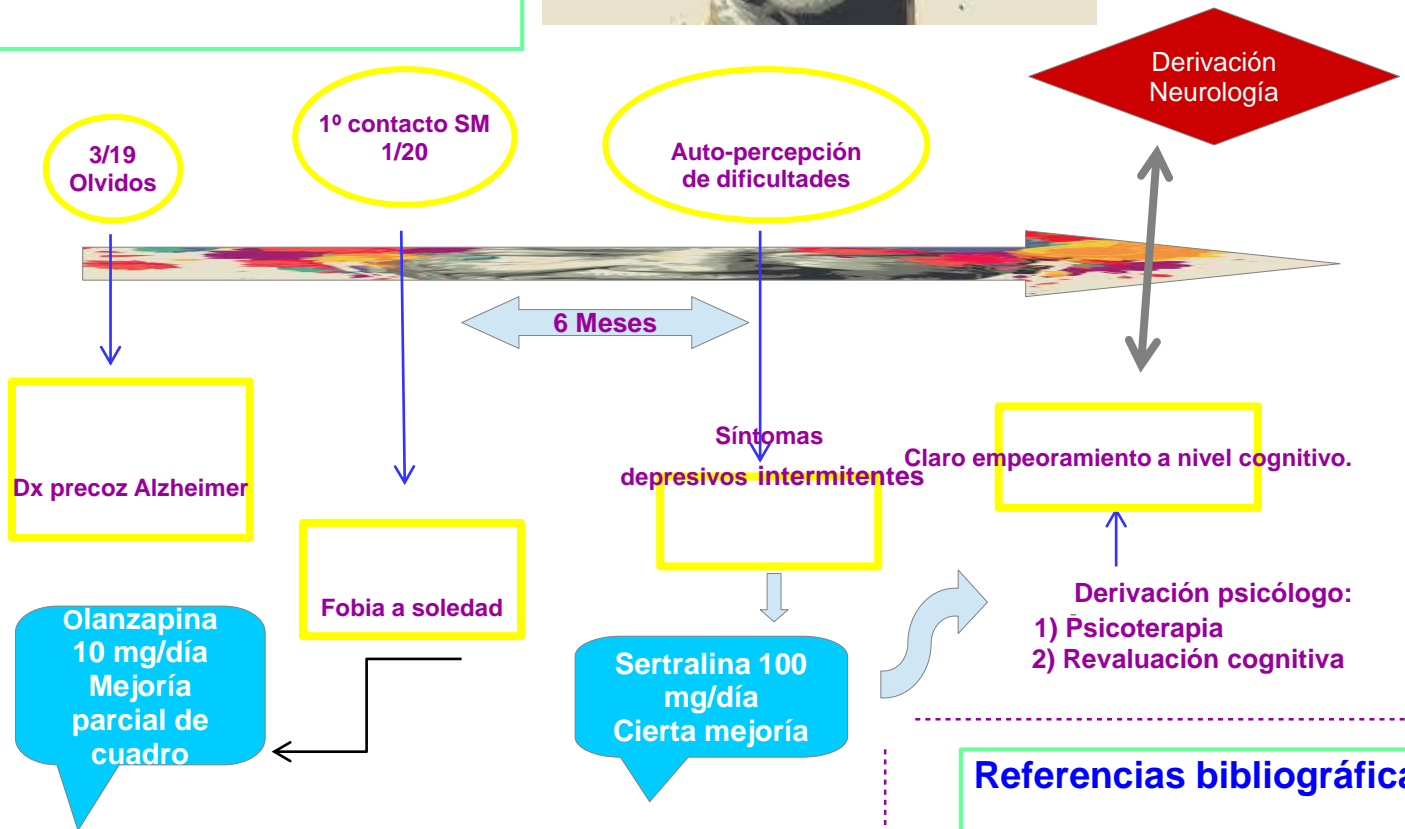 Derivación
Neurología
1º contacto SM
1/20
3/19
Olvidos
Auto-percepción
de dificultades
6 Meses
Dx precoz Alzheimer
Fobia a soledad
Síntomas
depresivos intermitentes
Claro empeoramiento a nivel cognitivo.
Olanzapina
10 mg/día
Mejoría
parcial de
cuadro
Sertralina 100
mg/día
Cierta mejoría
Derivación psicólogo:
1) Psicoterapia
2) Revaluación cognitiva